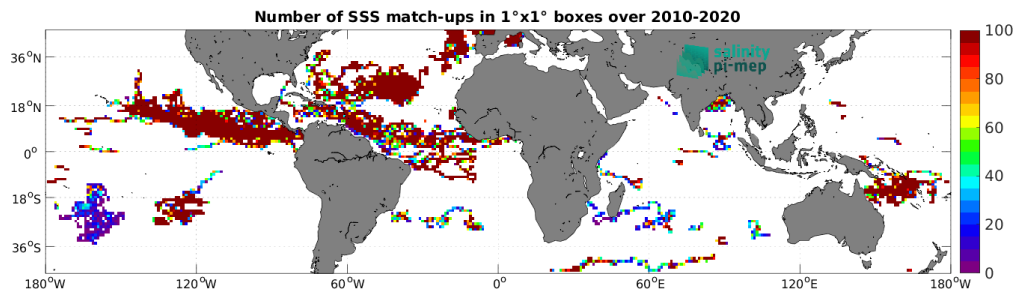 Number of SSS match-ups in 1°x1° boxes over 2010-2020
salinity
pi-mep
36°N
18°N
0°
18°S
36°S
180°W
120°W
60°W
0°
60°E
120°E
180°E
100
80
60
40
20
0